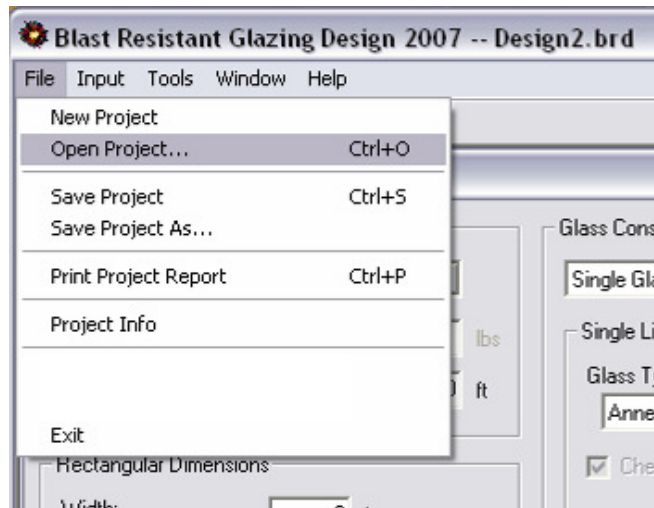 Blast Resistant Glazing Design 2007 -- Design2.brd
File Input Tools Window Help
New Project
Open Project... Ctrl+O
Save Project Ctrl+S
Save Project As...
Print Project Report Ctrl+P
Project Info
Exit
Glass Cons
Single Gla
lbs
Single Li
ft
Glass T
Anne
Che
Rectangular Dimensions
Width: